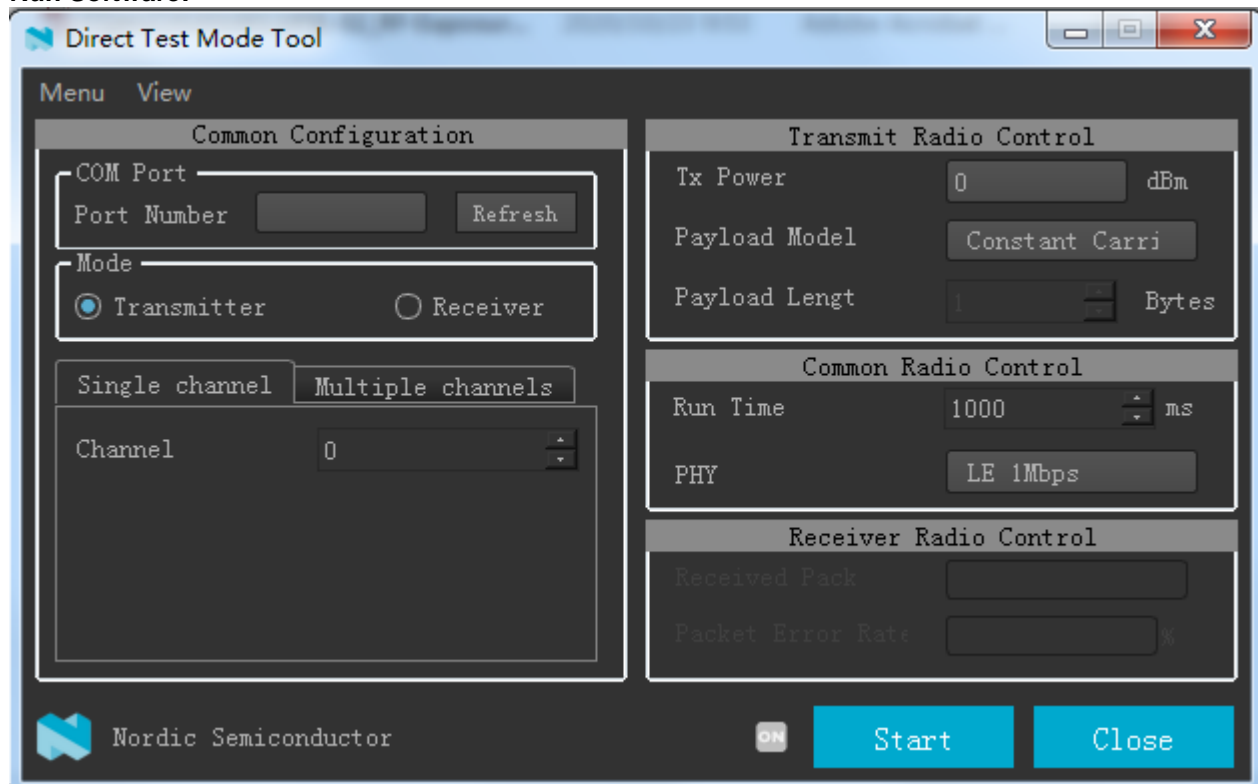 Direct Test Mode Tool
Menu View
Common Configuration
COM Port
Port Number Refresh
Mode
Transmitter Receiver
Single channel Multiple channels
Channel 0
Transmit Radio Control
Tx Power 0 dBm
Payload Model Constant Carri
Payload Lengt 1 Bytes
Common Radio Control
Run Time 1000 ms
PHY LE 1Mbps
Receiver Radio Control
Received Pack
Packet Error Rate %
Nordic Semiconductor ON Start Close